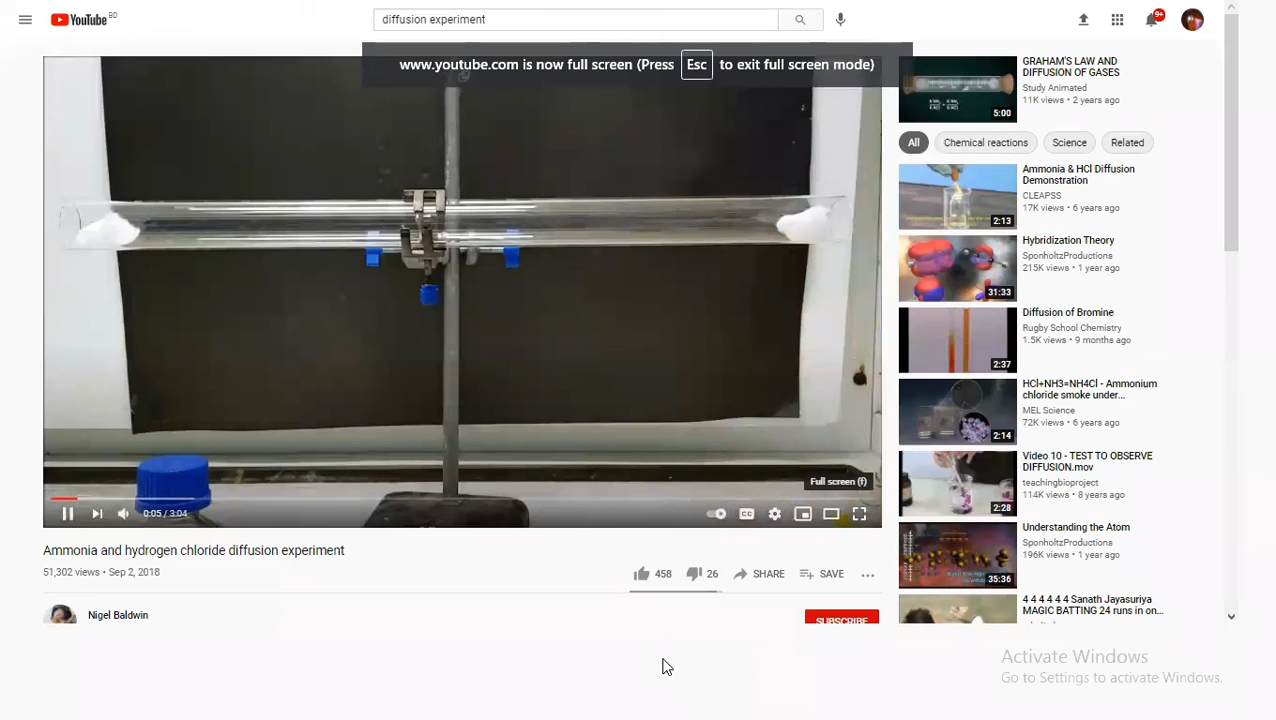 YouTube BD
diffusion experiment
9+
www.youtube.com is now full screen (Press Esc to exit full screen mode)
Full screen (f)
0:05 / 3:04
CC
Ammonia and hydrogen chloride diffusion experiment
51,302 views • Sep 2, 2018
458
26
SHARE
SAVE
Nigel Baldwin
SUBSCRIBE
GRAHAM'S LAW AND
DIFFUSION OF GASES
Study Animated
11K views • 2 years ago
5:00
All
Chemical reactions
Science
Related
Ammonia & HCl Diffusion
Demonstration
CLEAPSS
17K views • 6 years ago
2:13
Hybridization Theory
SponholtzProductions
215K views • 1 year ago
31:33
Diffusion of Bromine
Rugby School Chemistry
1.5K views • 9 months ago
2:37
HCl+NH3=NH4Cl - Ammonium
chloride smoke under...
MEL Science
72K views • 6 years ago
2:14
Video 10 - TEST TO OBSERVE
DIFFUSION.mov
teachingbioproject
114K views • 8 years ago
2:28
Understanding the Atom
SponholtzProductions
196K views • 1 year ago
35:36
4 4 4 4 4 4 Sanath Jayasuriya
MAGIC BATTING 24 runs in on...
Activate Windows
Go to Settings to activate Windows.